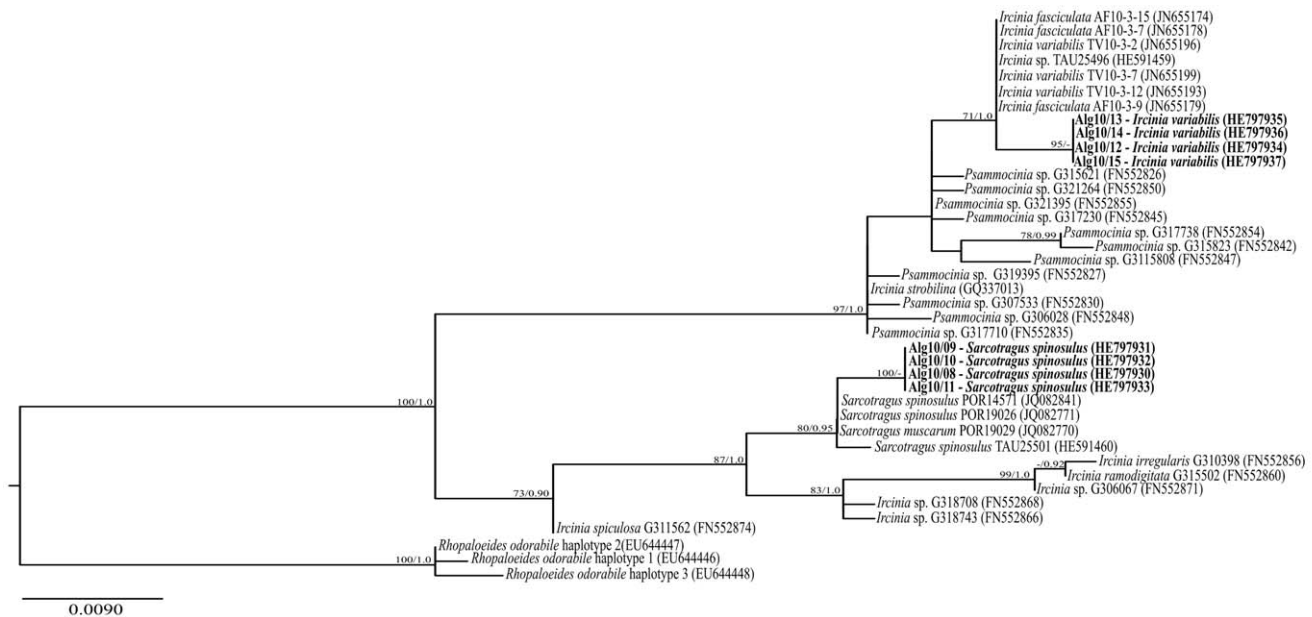 Ircinia fasciculata AF10-3-15 (JN655174)
Ircinia fasciculata AF10-3-7 (JN655178)
Ircinia variabilis TV10-3-2 (JN655196)
Ircinia sp. TAU25496 (HE591459)
Ircinia variabilis TV10-3-7 (JN655199)
Ircinia variabilis TV10-3-12 (JN655193)
Ircinia fasciculata AF10-3-9 (JN655179)
71/1.0
Alg10/13 - Ircinia variabilis (HE797935)
Alg10/14 - Ircinia variabilis (HE797936)
95/-
Alg10/12 - Ircinia variabilis (HE797934)
Alg10/15 - Ircinia variabilis (HE797937)
Psammocinia sp. G315621 (FN552826)
Psammocinia sp. G321264 (FN552850)
Psammocinia sp. G321395 (FN552855)
Psammocinia sp. G317230 (FN552845)
78/0.99
Psammocinia sp. G317738 (FN552854)
Psammocinia sp. G315823 (FN552842)
Psammocinia sp. G3115808 (FN552847)
Psammocinia sp. G319395 (FN552827)
Ircinia strobilina (GQ337013)
97/1.0
Psammocinia sp. G307533 (FN552830)
Psammocinia sp. G306028 (FN552848)
Psammocinia sp. G317710 (FN552835)
Alg10/09 - Sarcotragus spinosulus (HE797931)
Alg10/10 - Sarcotragus spinosulus (HE797932)
100/-
Alg10/08 - Sarcotragus spinosulus (HE797930)
Alg10/11 - Sarcotragus spinosulus (HE797933)
Sarcotragus spinosulus POR14571 (JQ082841)
100/1.0
Sarcotragus spinosulus POR19026 (JQ082771)
80/0.95
Sarcotragus muscarum POR19029 (JQ082770)
Sarcotragus spinosulus TAU25501 (HE591460)
87/1.0
-/0.92
Ircinia irregularis G310398 (FN552856)
99/1.0
Ircinia ramodigitata G315502 (FN552860)
Ircinia sp. G306067 (FN552871)
73/0.90
83/1.0
Ircinia sp. G318708 (FN552868)
Ircinia sp. G318743 (FN552866)
Ircinia spiculosa G311562 (FN552874)
Rhopaloeides odorabile haplotype 2(EU644447)
100/1.0
Rhopaloeides odorabile haplotype 1 (EU644446)
Rhopaloeides odorabile haplotype 3 (EU644448)
0.0090